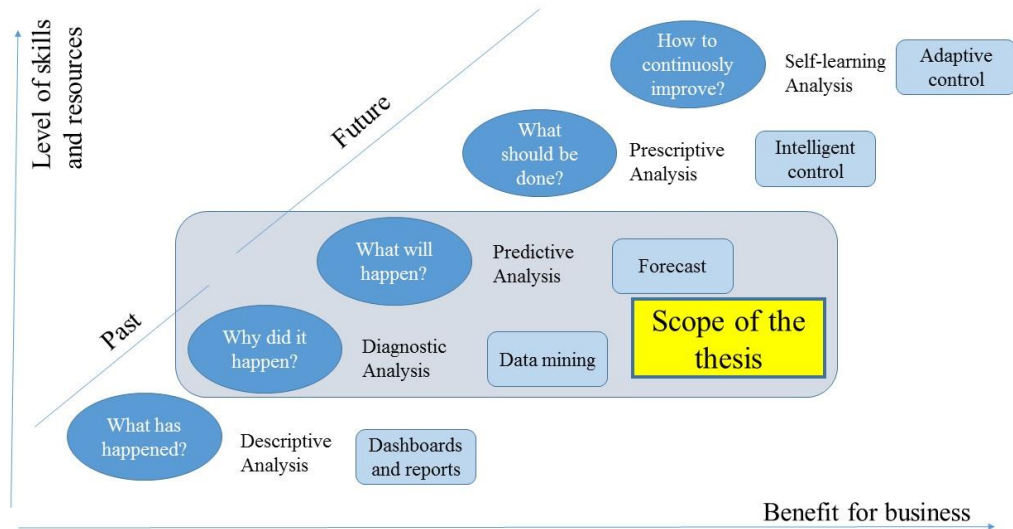 Level of skills
and resources
Future
Past
How to
continuosly
improve?
Self-learning
Analysis
Adaptive
control
What
should be
done?
Prescriptive
Analysis
Intelligent
control
What will
happen?
Predictive
Analysis
Forecast
Scope of the
thesis
Why did it
happen?
Diagnostic
Analysis
Data mining
What has
happened?
Descriptive
Analysis
Dashboards
and reports
Benefit for business